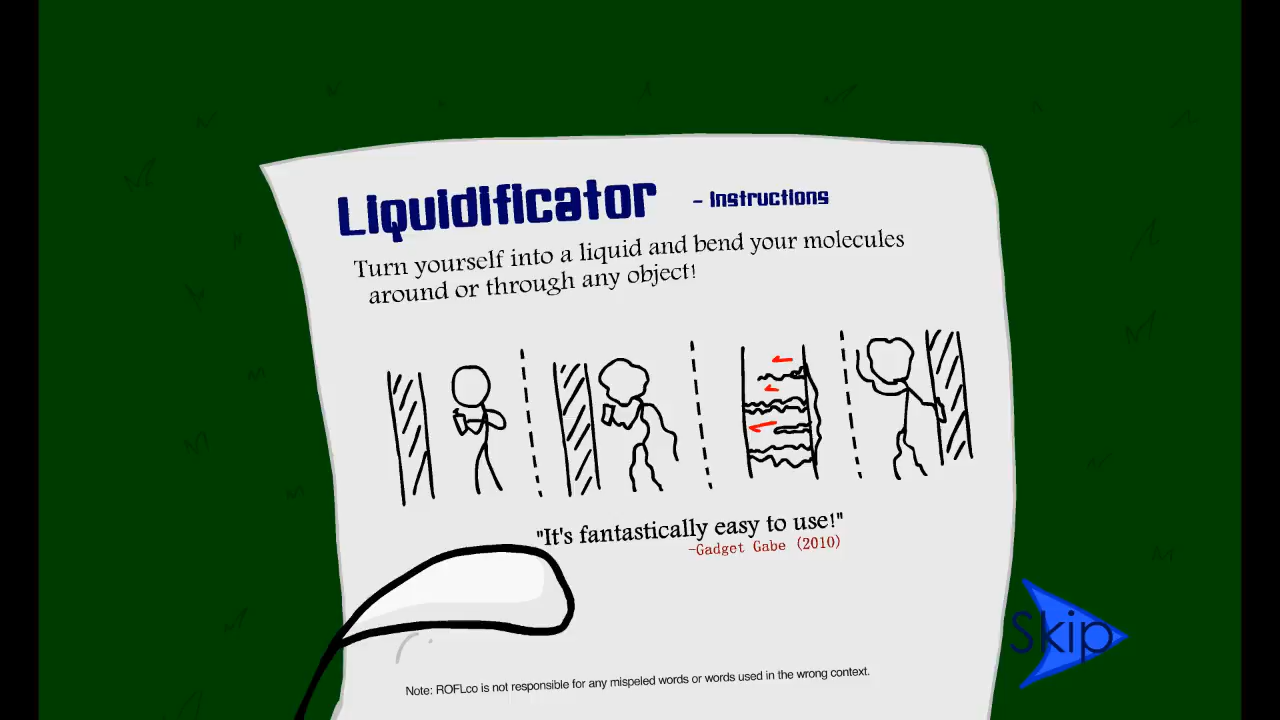 Liquidificator - Instructions
Turn yourself into a liquid and bend your molecules
around or through any object!
"It's fantastically easy to use!"
-Gadget Gabe (2010)
Skip
Note: ROFLco is not responsible for any mispeled words or words used in the wrong context.